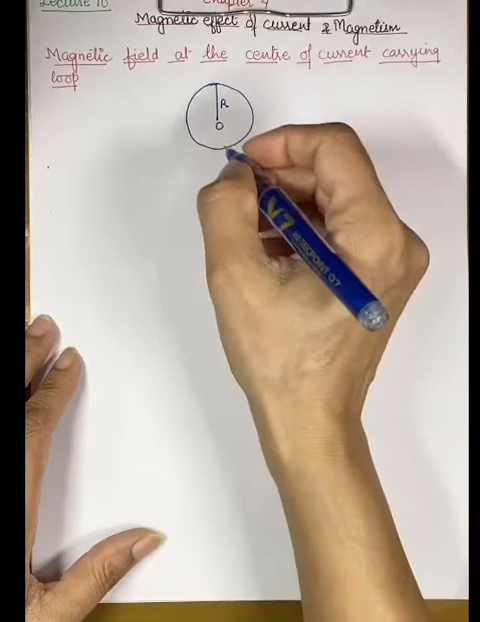 Lecture 10
Chapter 4
Magnetic effect of current & Magnetism
Magnetic field at the centre of current carrying
loop
R
O
V7
HI-TECPOINT 07